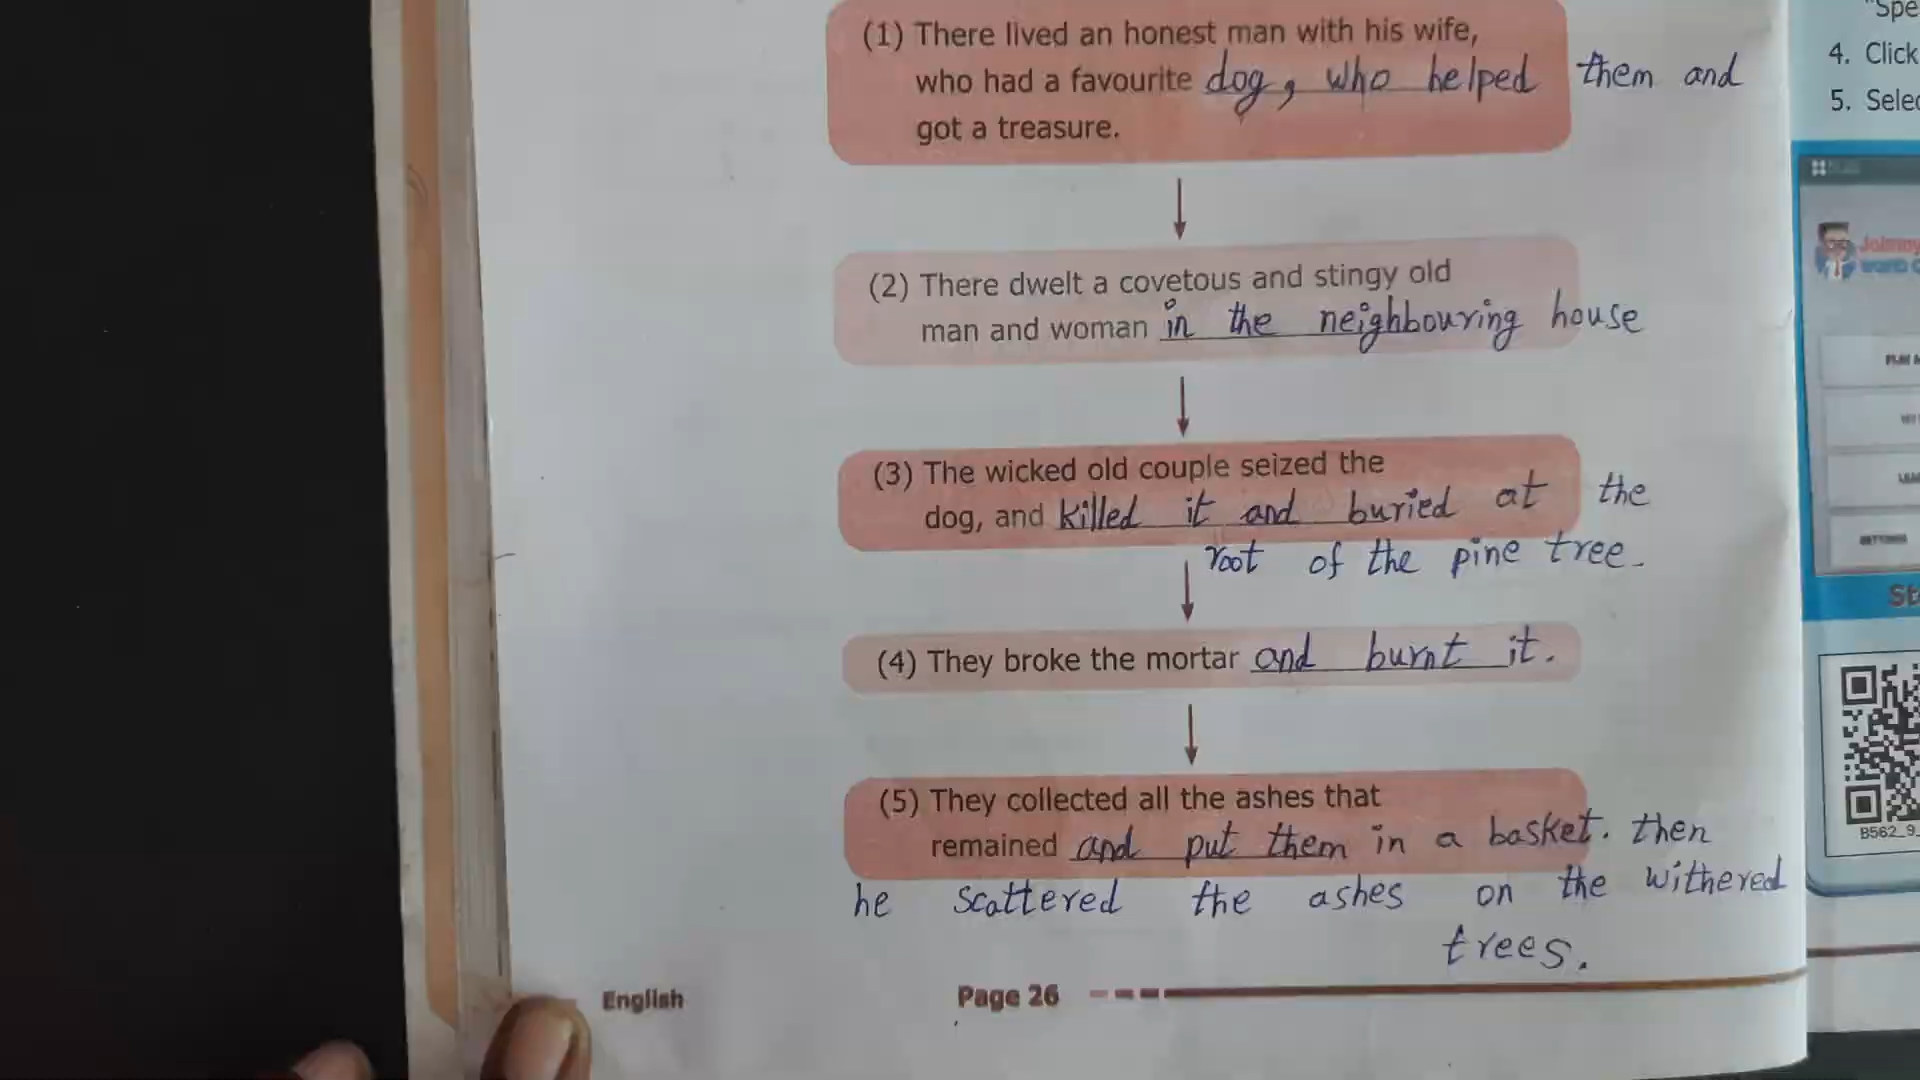 (1) There lived an honest man with his wife,
who had a favourite dog, who helped them and
got a treasure.
(2) There dwelt a covetous and stingy old
man and woman in the neighbouring house
(3) The wicked old couple seized the
dog, and killed it and buried at the
root of the pine tree.
(4) They broke the mortar and burnt it.
(5) They collected all the ashes that
remained and put them in a basket. then
he scattered the ashes on the withered
trees.
English Page 26
"Spe
4. Click
5. Selec
Johnny
St
B562_9_